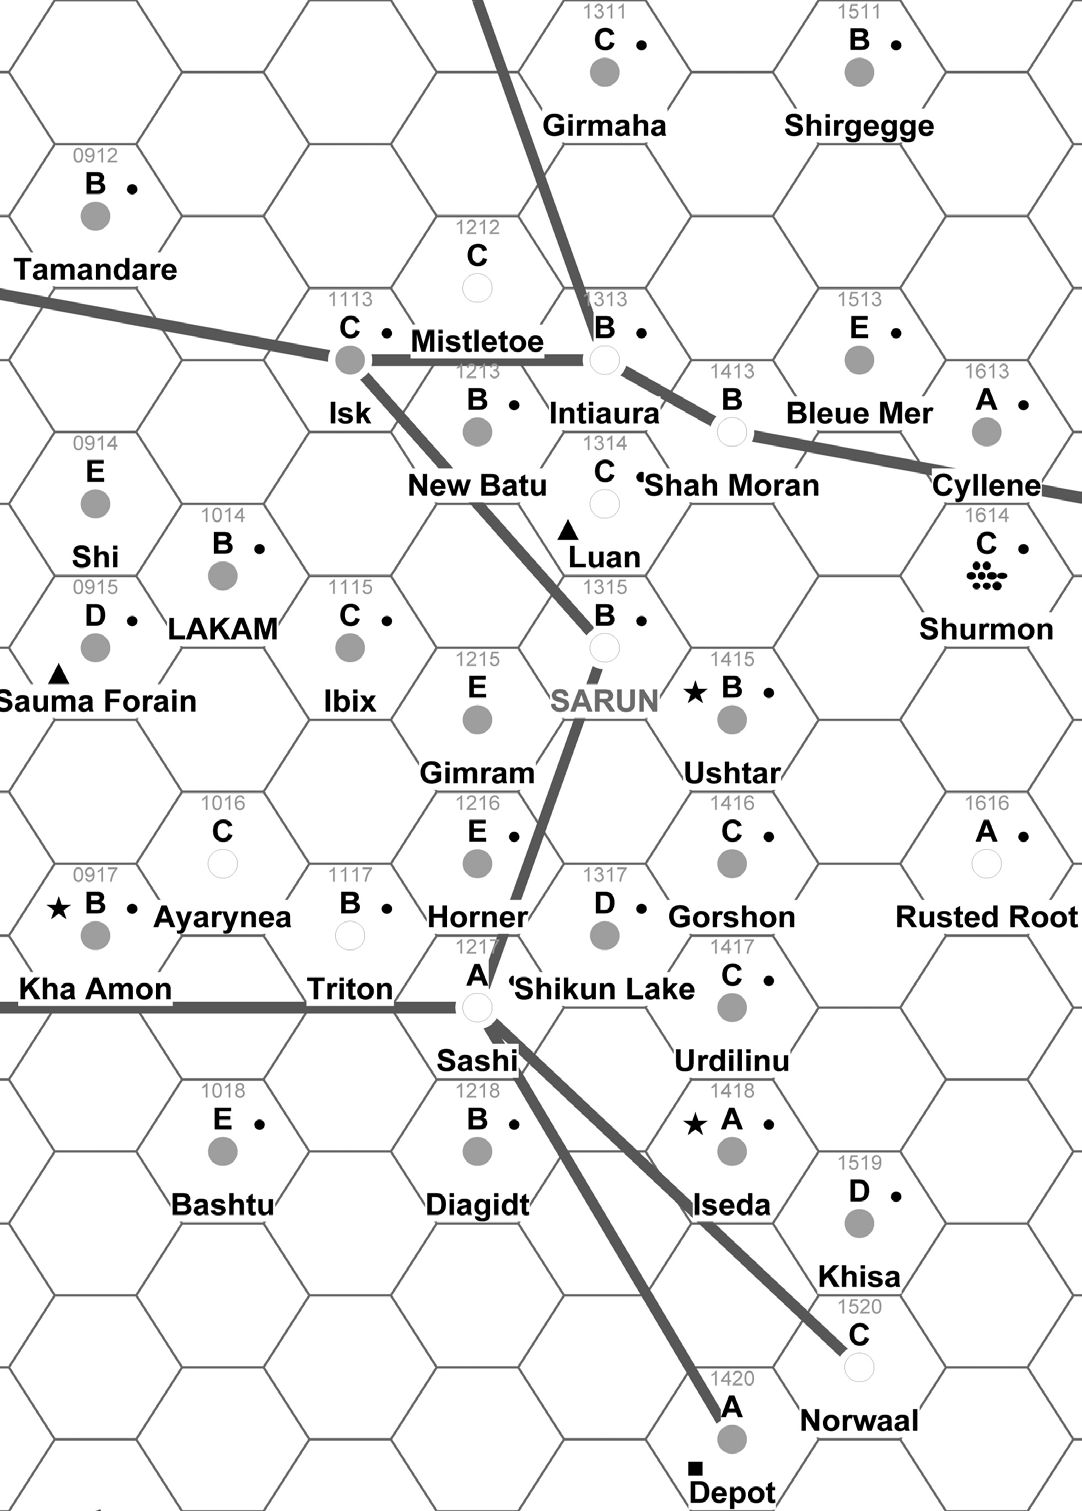 1311
C
Girmaha
1511
B
Shirgegge
0912
B
Tamandare
1212
C
Mistletoe
1113
C
Isk
1313
B
Intiaura
1513
E
Bleue Mer
1213
B
New Batu
1413
B
Shah Moran
1613
A
Cyllene
0914
E
Shi
1314
C
Luan
1014
B
LAKAM
1614
C
Shurmon
0915
D
Sauma Forain
1115
C
Ibix
1315
B
SARUN
1215
E
Gimram
1415
B
Ushtar
1016
C
Ayarynea
1216
E
Horner
1416
C
Gorshon
1616
A
Rusted Root
0917
B
Kha Amon
1117
B
Triton
1317
D
Shikun Lake
1217
A
Sashi
1417
C
Urdilinu
1018
E
Bashtu
1218
B
Diagidt
1418
A
Iseda
1519
D
Khisa
1520
C
Norwaal
1420
A
Depot